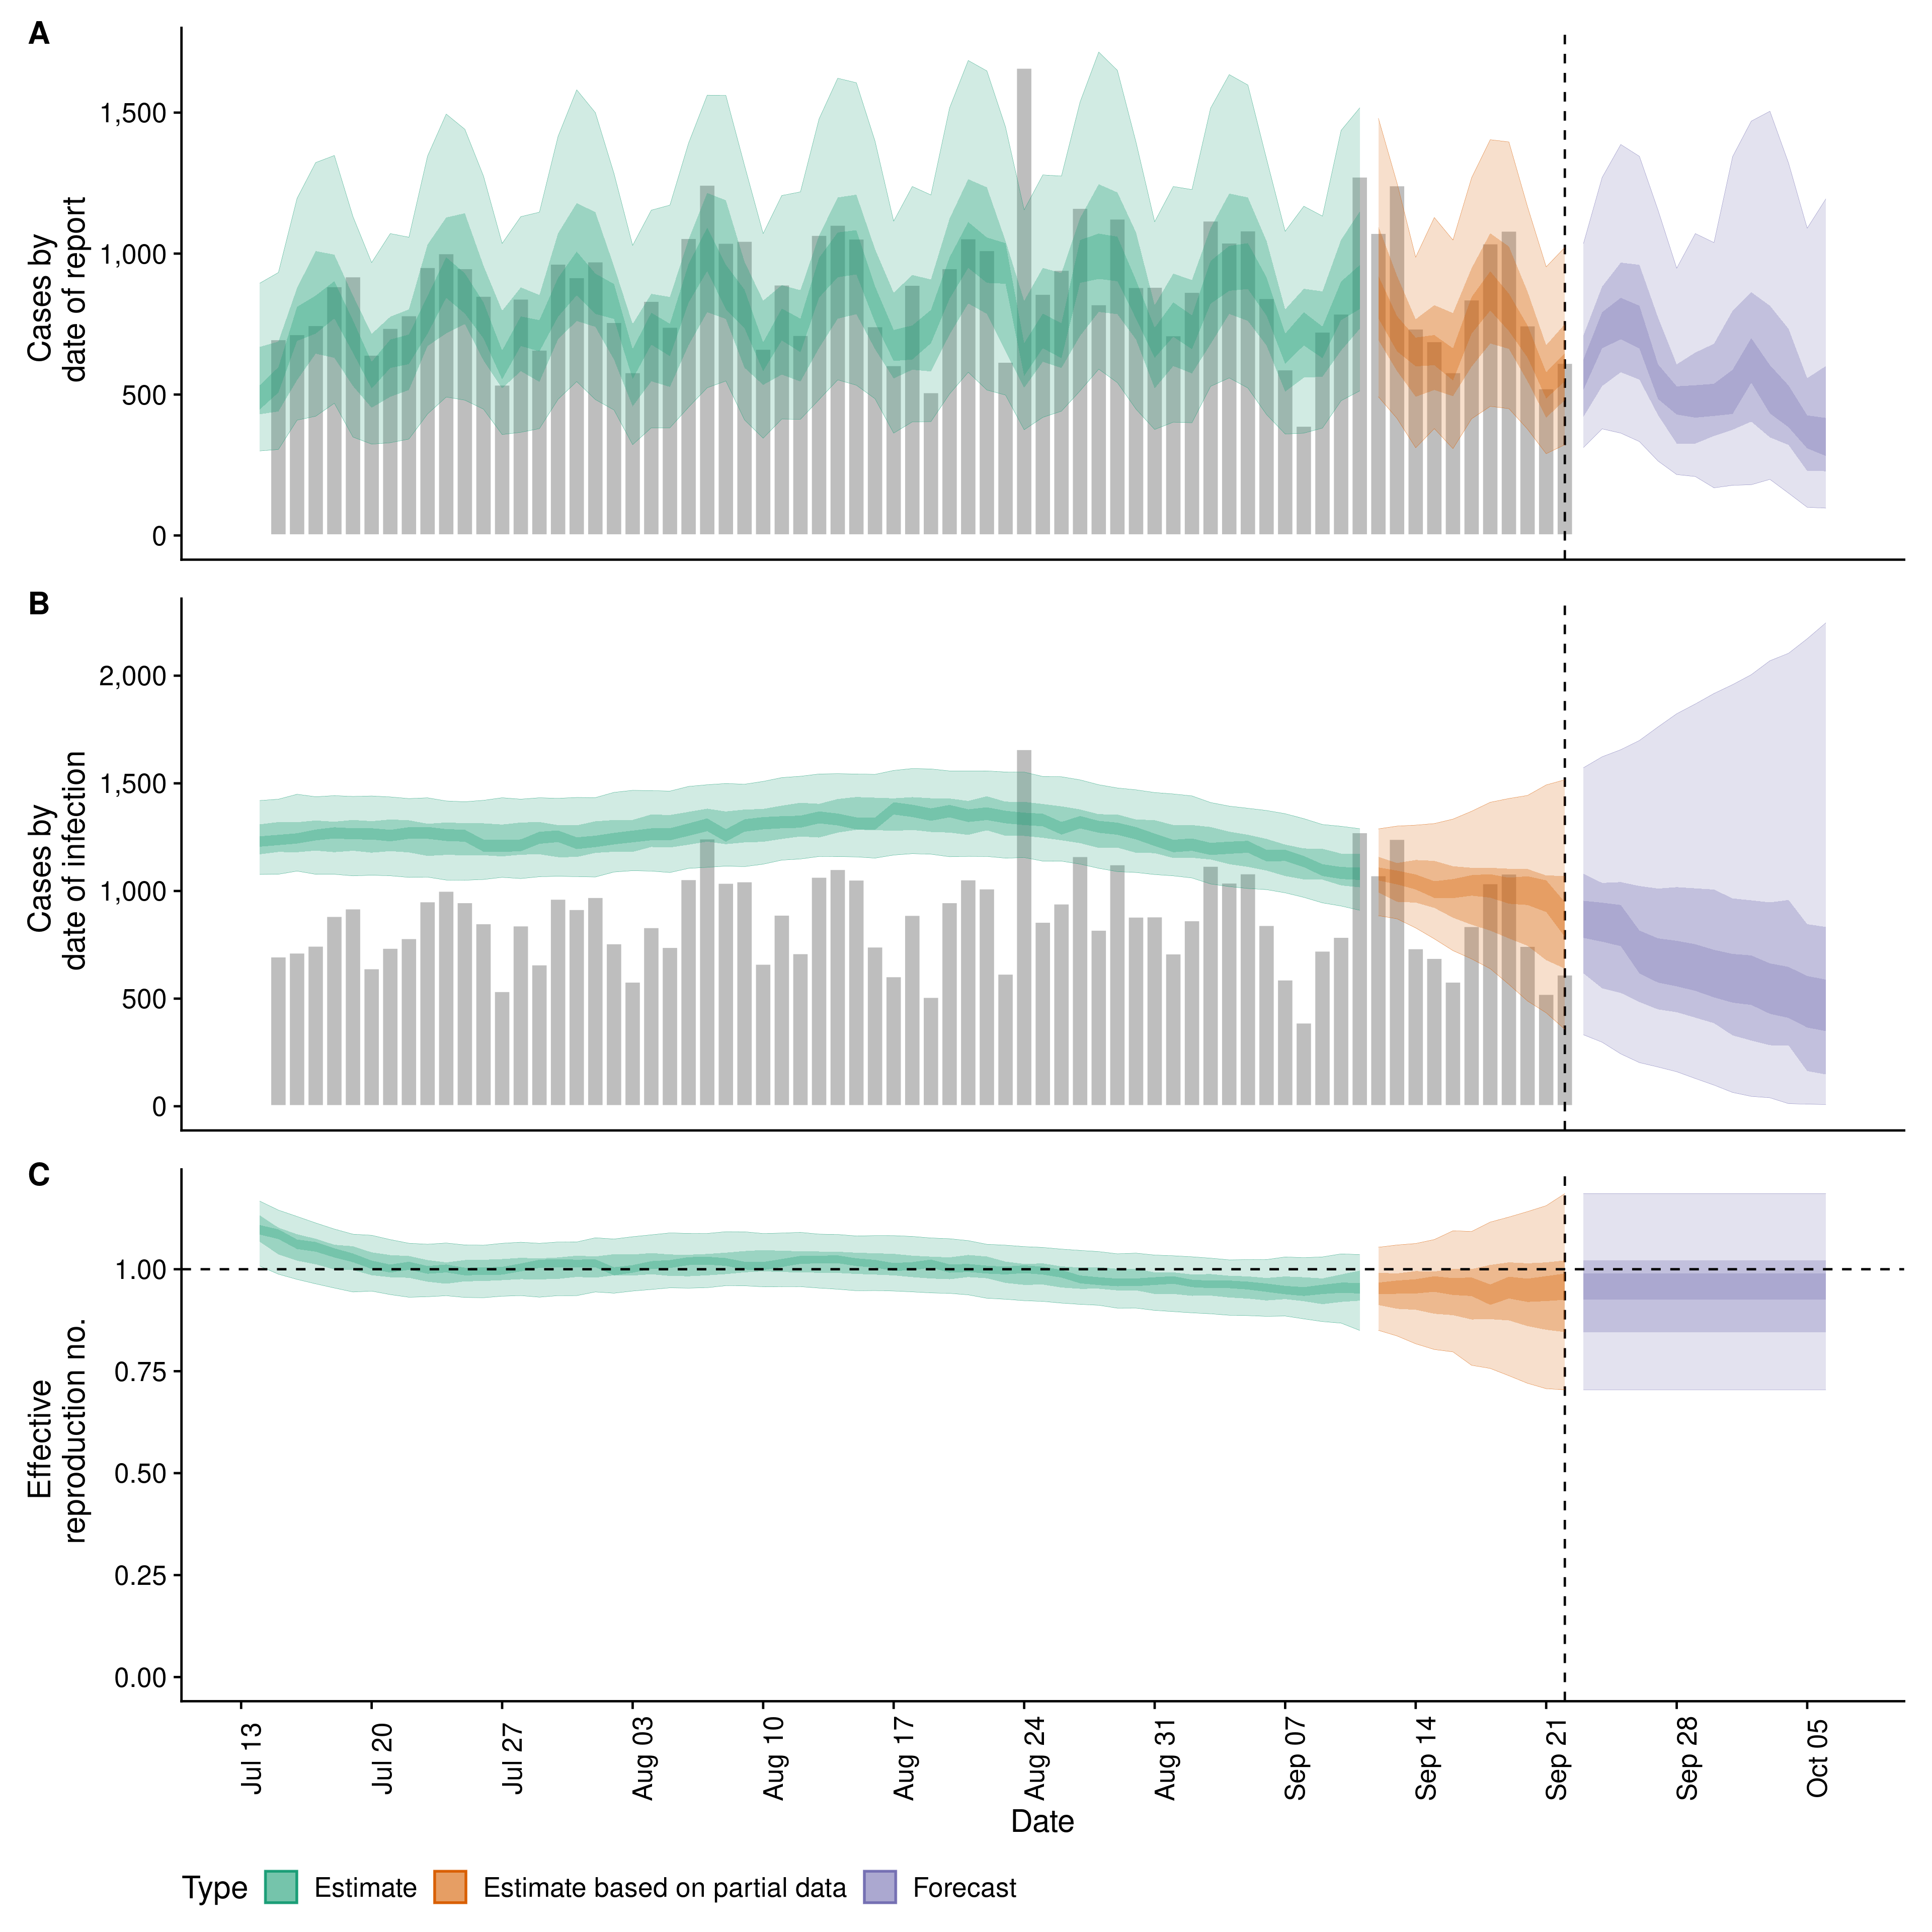 A
Cases by
date of report
1,500
1,000
500
0
B
Cases by
date of infection
2,000
1,500
1,000
500
0
C
Effective
reproduction no.
1.00
0.75
0.50
0.25
0.00
Jul 13
Jul 20
Jul 27
Aug 03
Aug 10
Aug 17
Aug 24
Aug 31
Sep 07
Sep 14
Sep 21
Sep 28
Oct 05
Date
Type Estimate Estimate based on partial data Forecast